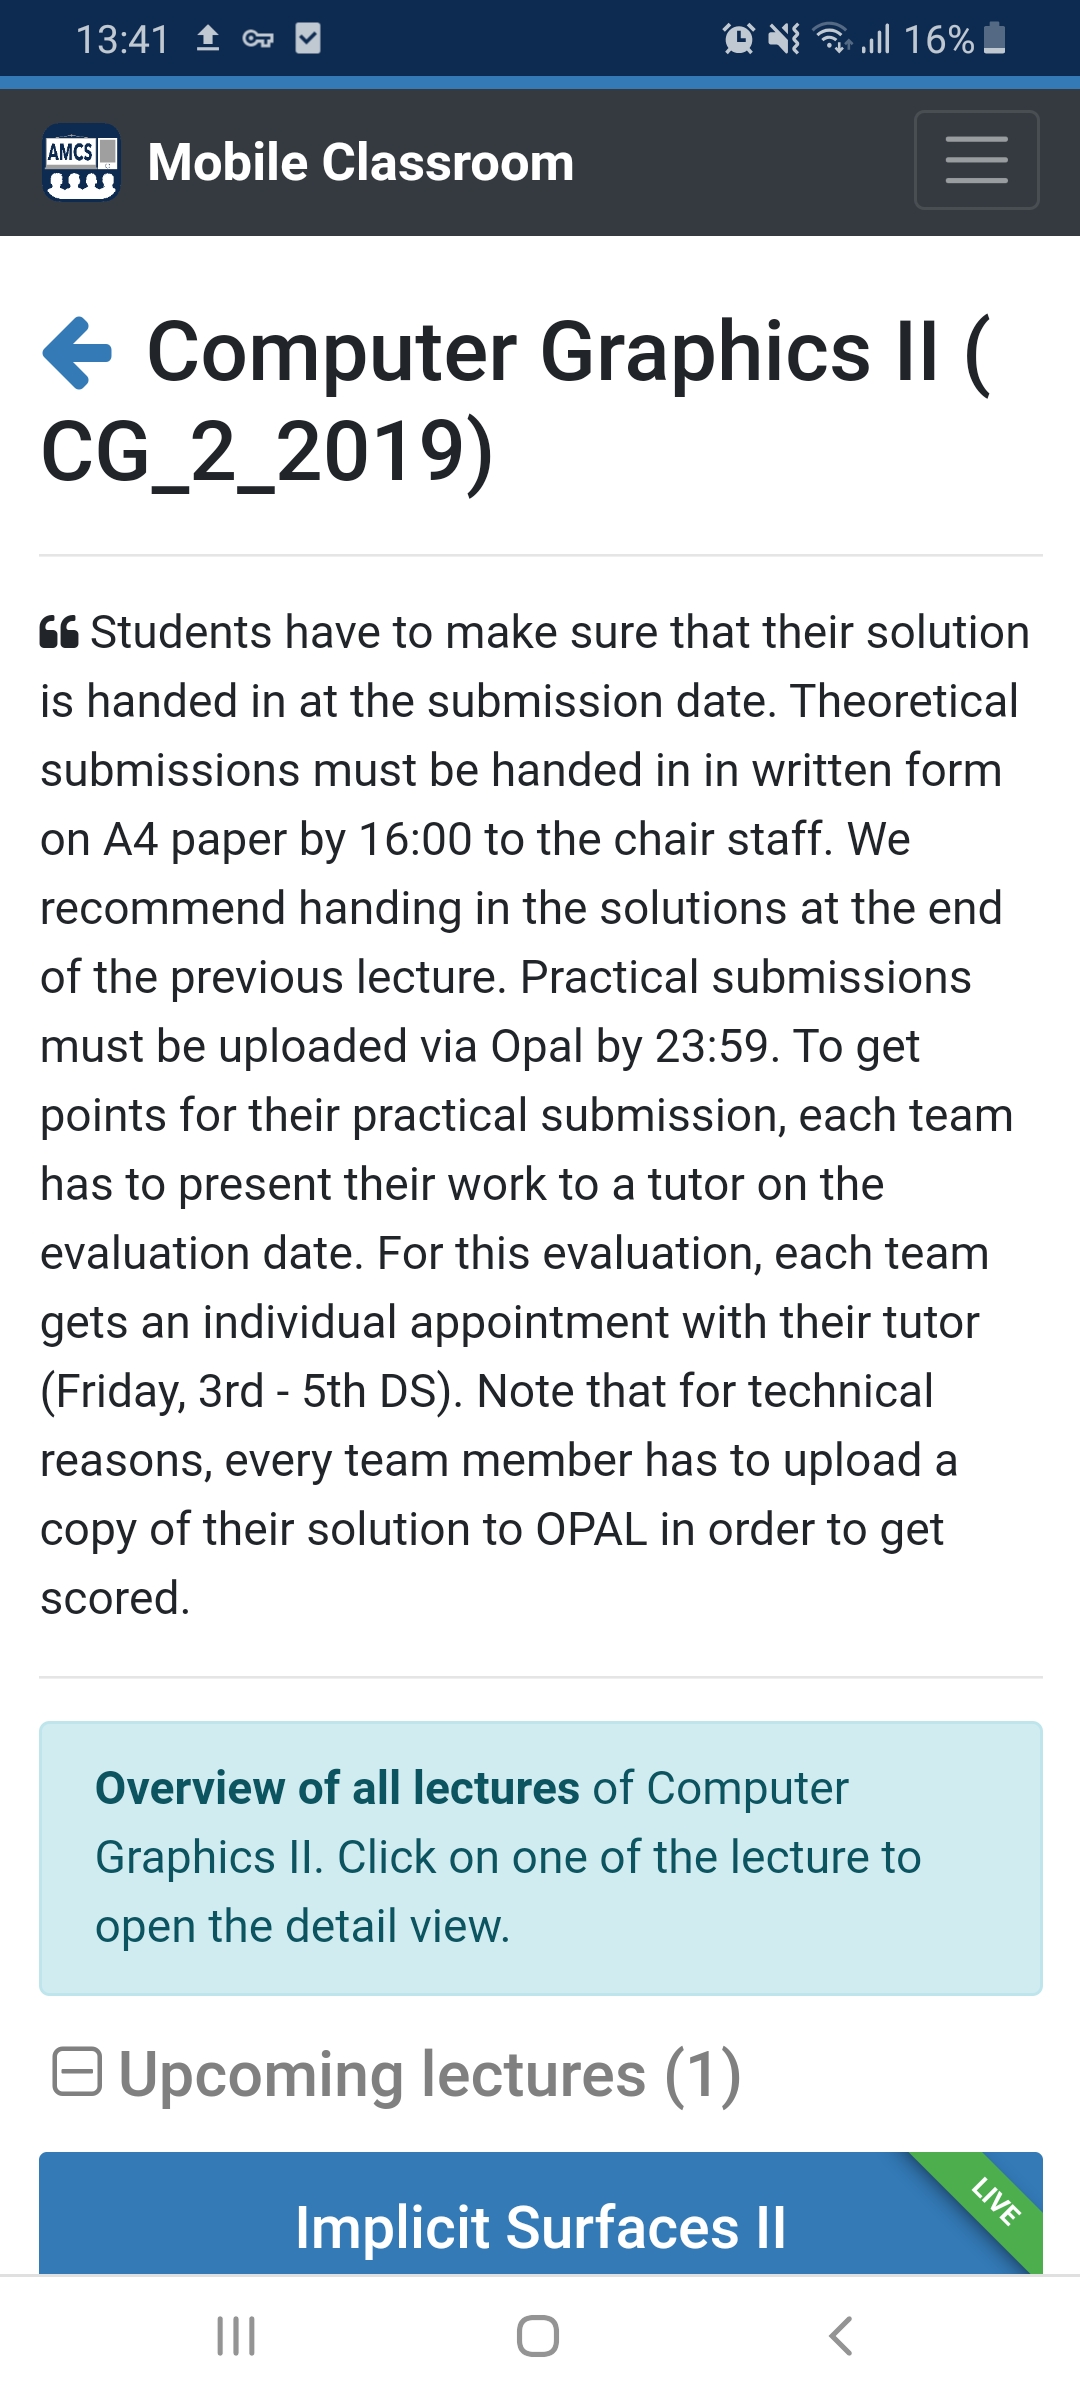 13:41
16%
AMCS
Mobile Classroom
Computer Graphics II (
CG_2_2019)
Students have to make sure that their solution
is handed in at the submission date. Theoretical
submissions must be handed in in written form
on A4 paper by 16:00 to the chair staff. We
recommend handing in the solutions at the end
of the previous lecture. Practical submissions
must be uploaded via Opal by 23:59. To get
points for their practical submission, each team
has to present their work to a tutor on the
evaluation date. For this evaluation, each team
gets an individual appointment with their tutor
(Friday, 3rd - 5th DS). Note that for technical
reasons, every team member has to upload a
copy of their solution to OPAL in order to get
scored.
Overview of all lectures of Computer
Graphics II. Click on one of the lecture to
open the detail view.
Upcoming lectures (1)
LIVE
Implicit Surfaces II